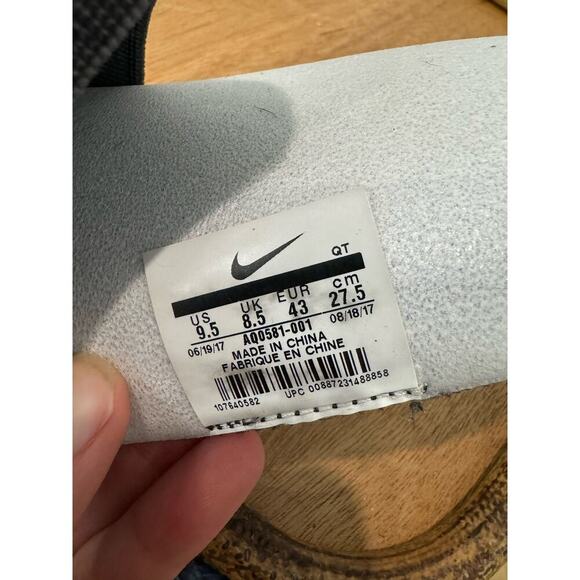 QT
US UK EUR cm
9.5 8.5 43 27.5
06/19/17 AQ0581-001 08/18/17
MADE IN CHINA
FABRIQUE EN CHINE
107640582 UPC 00887231488858